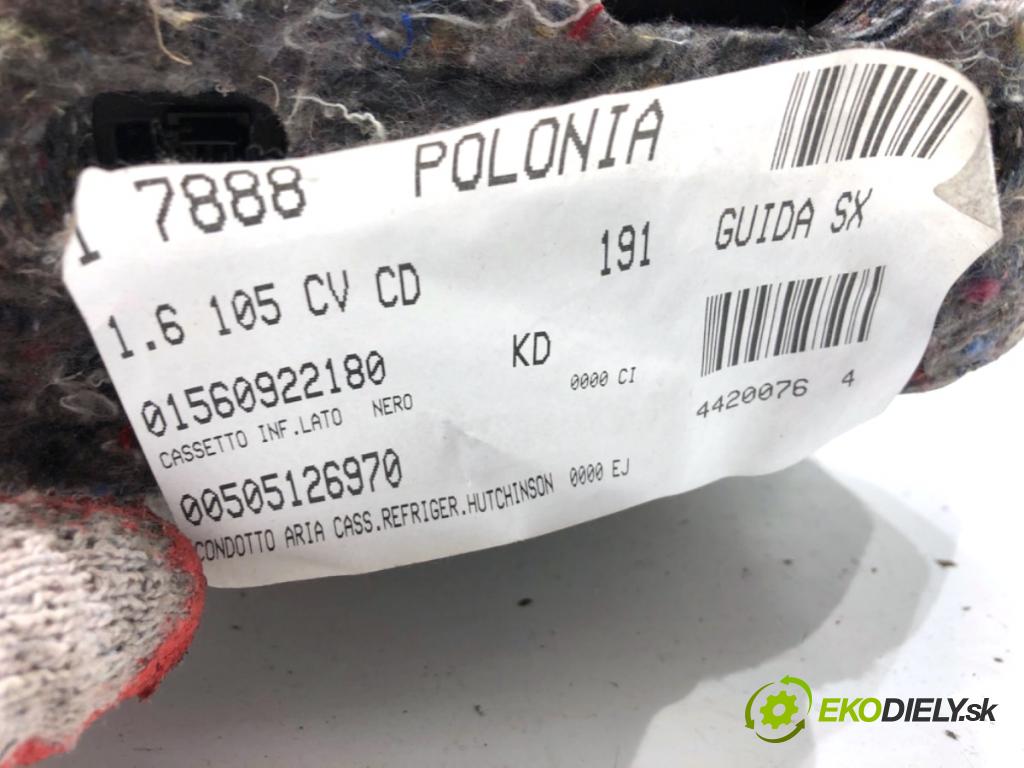 1 7888 POLONIA
1.6 105 CV CD 191 GUIDA SX
01560922180 KD
CASSETTO INF.LATO NERO 0000 CI
4420076 4
00505126970
CONDOTTO ARIA CASS.REFRIGER.HUTCHINSON 0000 EJ
EKODIELY.sk